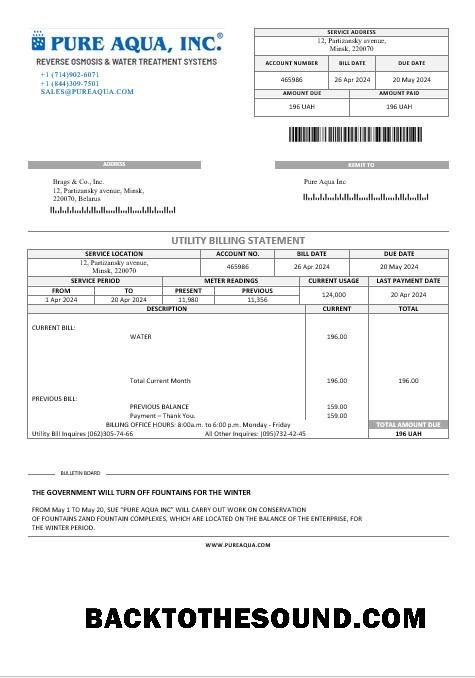 PURE AQUA, INC.®
REVERSE OSMOSIS & WATER TREATMENT SYSTEMS
+1 (714)902-6071
+1 (844)309-7501
SALES@PUREAQUA.COM
SERVICE ADDRESS
12, Partizansky avenue,
Minsk, 220070
ACCOUNT NUMBER BILL DATE DUE DATE
465986 26 Apr 2024 20 May 2024
AMOUNT DUE AMOUNT PAID
196 UAH 196 UAH
ADDRESS REMIT TO
Brags & Co., Inc.
12, Partizansky avenue, Minsk,
220070, Belarus
Pure Aqua Inc
UTILITY BILLING STATEMENT
SERVICE LOCATION ACCOUNT NO. BILL DATE DUE DATE
12, Partizansky avenue,
Minsk, 220070
465986 26 Apr 2024 20 May 2024
SERVICE PERIOD METER READINGS CURRENT USAGE LAST PAYMENT DATE
FROM TO PRESENT PREVIOUS
124,000 20 Apr 2024
1 Apr 2024 20 Apr 2024 11,980 11,356
DESCRIPTION CURRENT TOTAL
CURRENT BILL:
WATER 196.00
Total Current Month 196.00 196.00
PREVIOUS BILL:
PREVIOUS BALANCE 159.00
Payment – Thank You. 159.00
BILLING OFFICE HOURS: 8:00a.m. to 6:00 p.m. Monday - Friday TOTAL AMOUNT DUE
Utility Bill Inquires (062)305-74-66 All Other Inquires: (095)732-42-45 196 UAH
BULLETIN BOARD
THE GOVERNMENT WILL TURN OFF FOUNTAINS FOR THE WINTER
FROM May 1 TO May 20, SUE “PURE AQUA INC” WILL CARRY OUT WORK ON CONSERVATION
OF FOUNTAINS ZAND FOUNTAIN COMPLEXES, WHICH ARE LOCATED ON THE BALANCE OF THE ENTERPRISE, FOR
THE WINTER PERIOD.
WWW.PUREAQUA.COM
BACKTOTHESOUND.COM